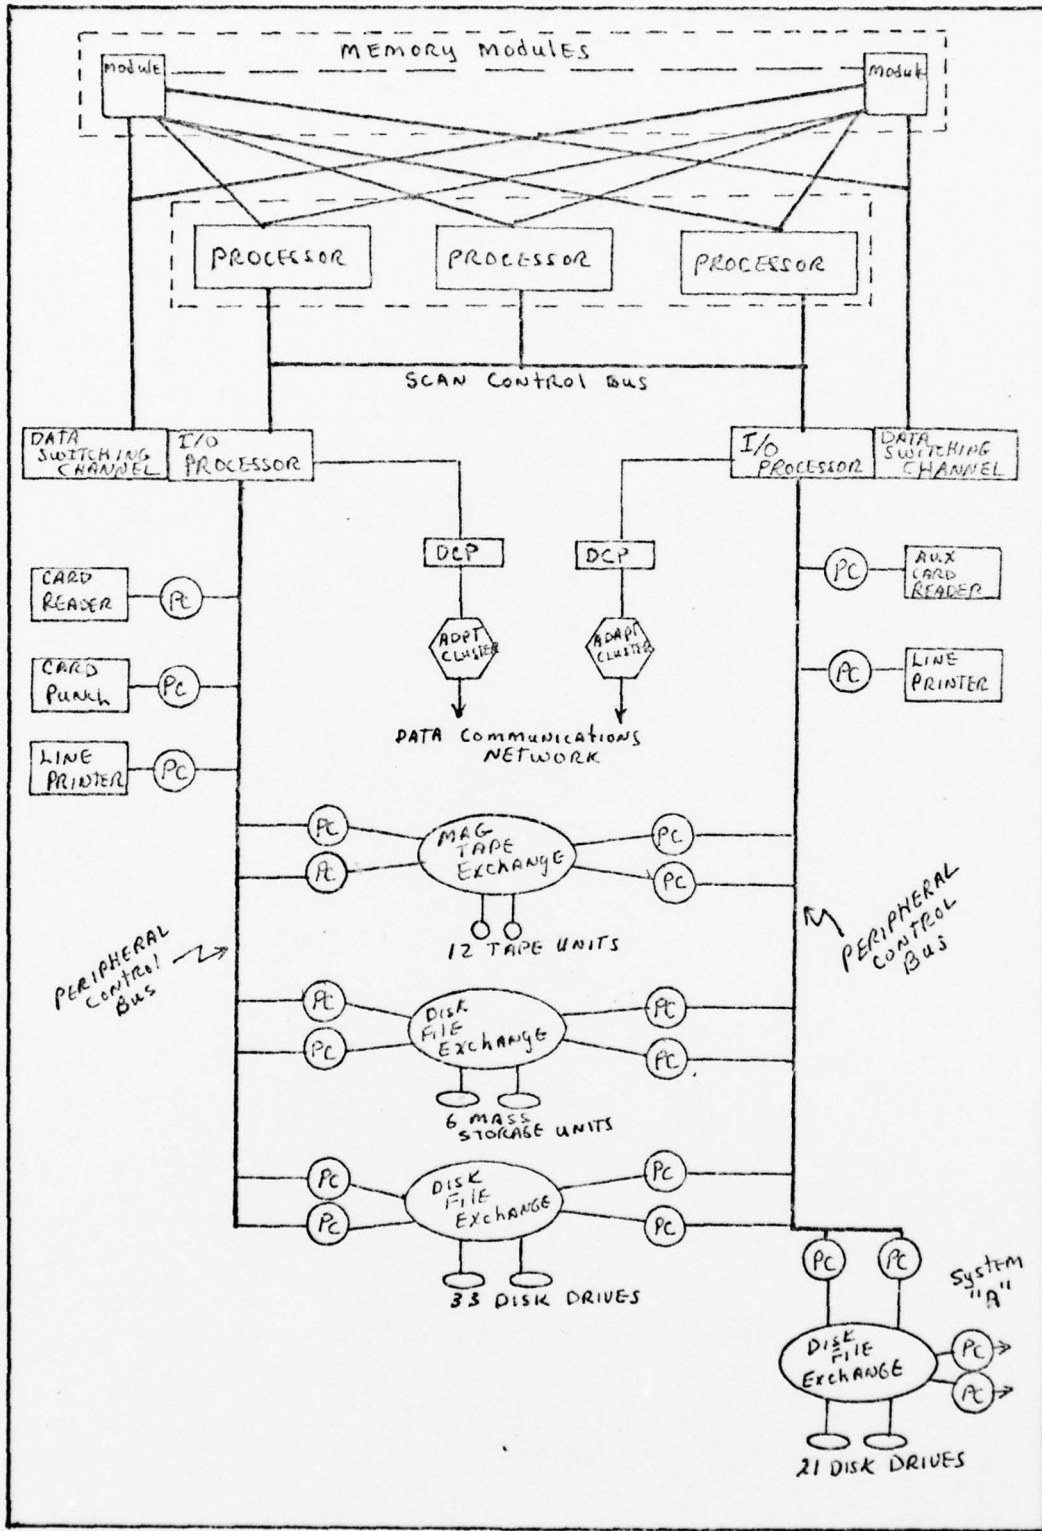 MEMORY MODULES
Module
Module
PROCESSOR
PROCESSOR
PROCESSOR
SCAN CONTROL BUS
DATA
SWITCHING
CHANNEL
I/O
PROCESSOR
I/O
PROCESSOR
DATA
SWITCHING
CHANNEL
DCP
DCP
CARD
READER
PC
PC
AUX
CARD
READER
ADPT
CLUSTER
ADAPT
CLUSTER
CARD
PUNCH
PC
PC
LINE
PRINTER
DATA COMMUNICATIONS
NETWORK
LINE
PRINTER
PC
PC
PC
MAG
TAPE
EXCHANGE
PC
PC
12 TAPE UNITS
PERIPHERAL
CONTROL
BUS
PERIPHERAL
CONTROL
BUS
PC
PC
DISK
FILE
EXCHANGE
PC
PC
6 MASS
STORAGE UNITS
PC
PC
DISK
FILE
EXCHANGE
PC
PC
33 DISK DRIVES
PC
PC
SYSTEM
"A"
DISK
FILE
EXCHANGE
PC
PC
21 DISK DRIVES